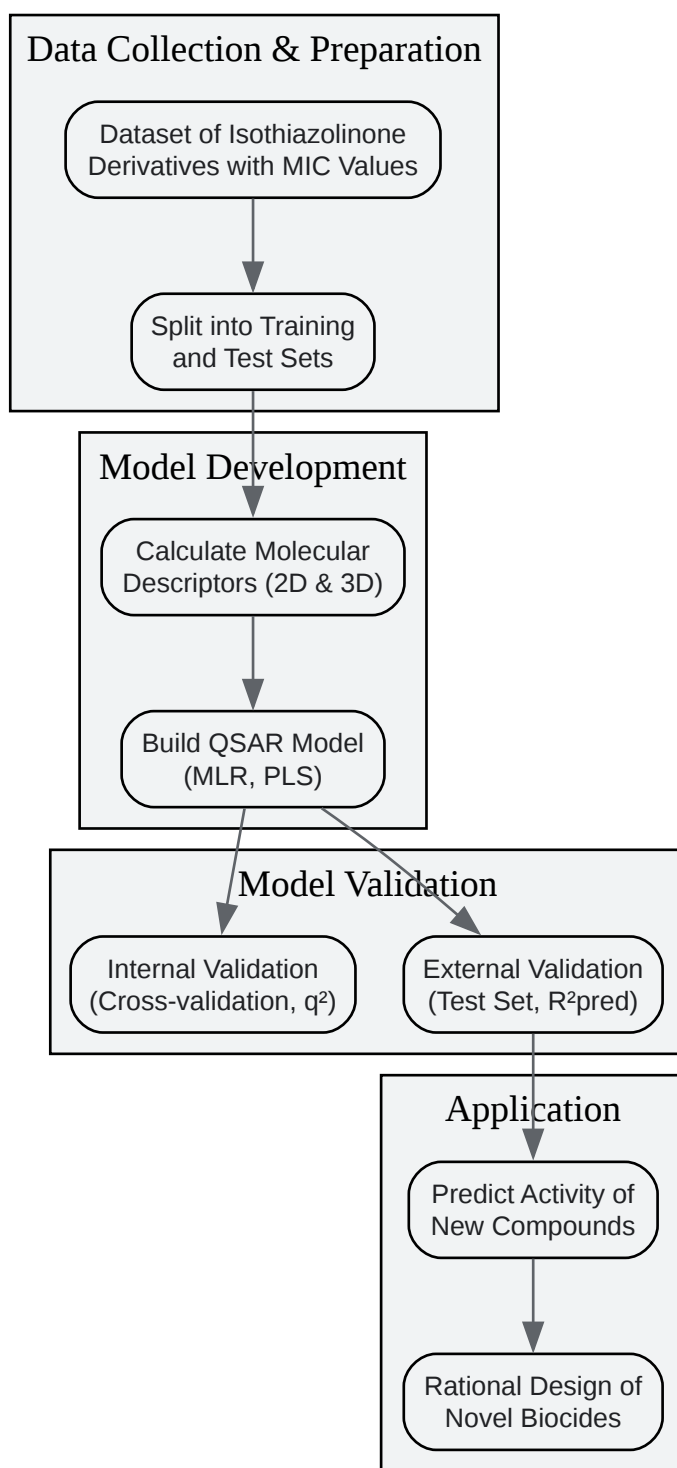 Data Collection & Preparation
Dataset of Isothiazolinone
Derivatives with MIC Values
Split into Training
and Test Sets
Model Development
Calculate Molecular
Descriptors (2D & 3D)
Build QSAR Model
(MLR, PLS)
Model Validation
Internal Validation
(Cross-validation, q²)
External Validation
(Test Set, R²pred)
Application
Predict Activity of
New Compounds
Rational Design of
Novel Biocides